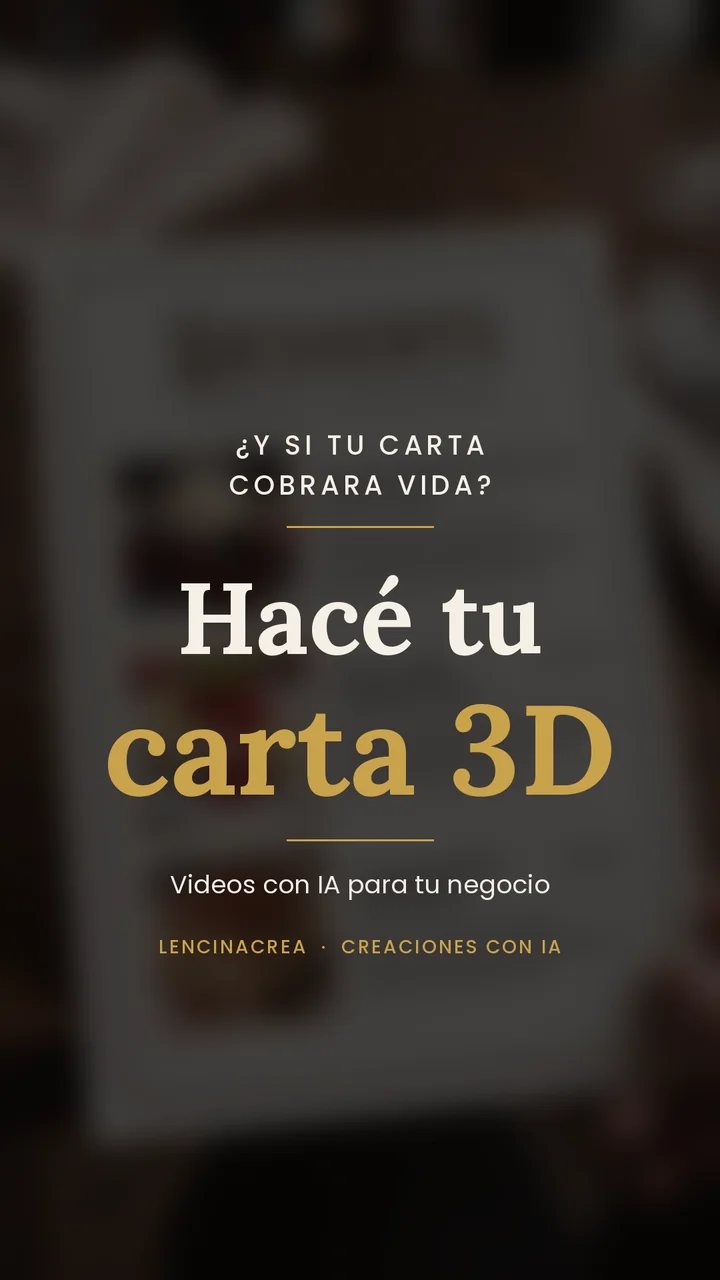 ¿Y SI TU CARTA
COBRARA VIDA?
Hacé tu
carta 3D
Videos con IA para tu negocio
LENCINACREA · CREACIONES CON IA